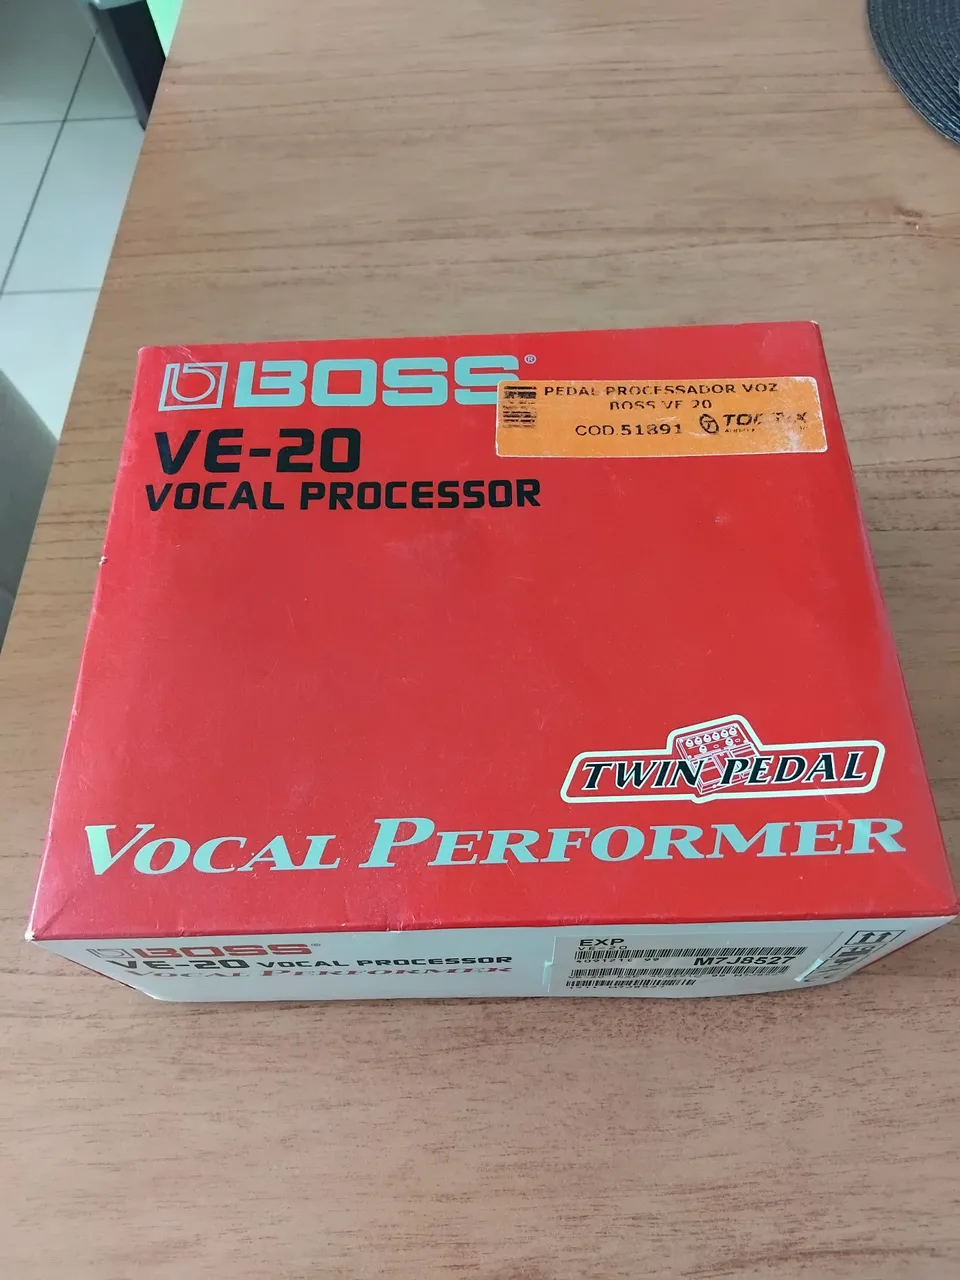 BOSS®
PEDAL PROCESSADOR VOZ
BOSS VE 20
COD.51891
VE-20
VOCAL PROCESSOR
TWIN PEDAL
VOCAL PERFORMER
BOSS®
VE-20 VOCAL PROCESSOR
VOCAL PERFORMER
EXP
VE-20
M7J8527